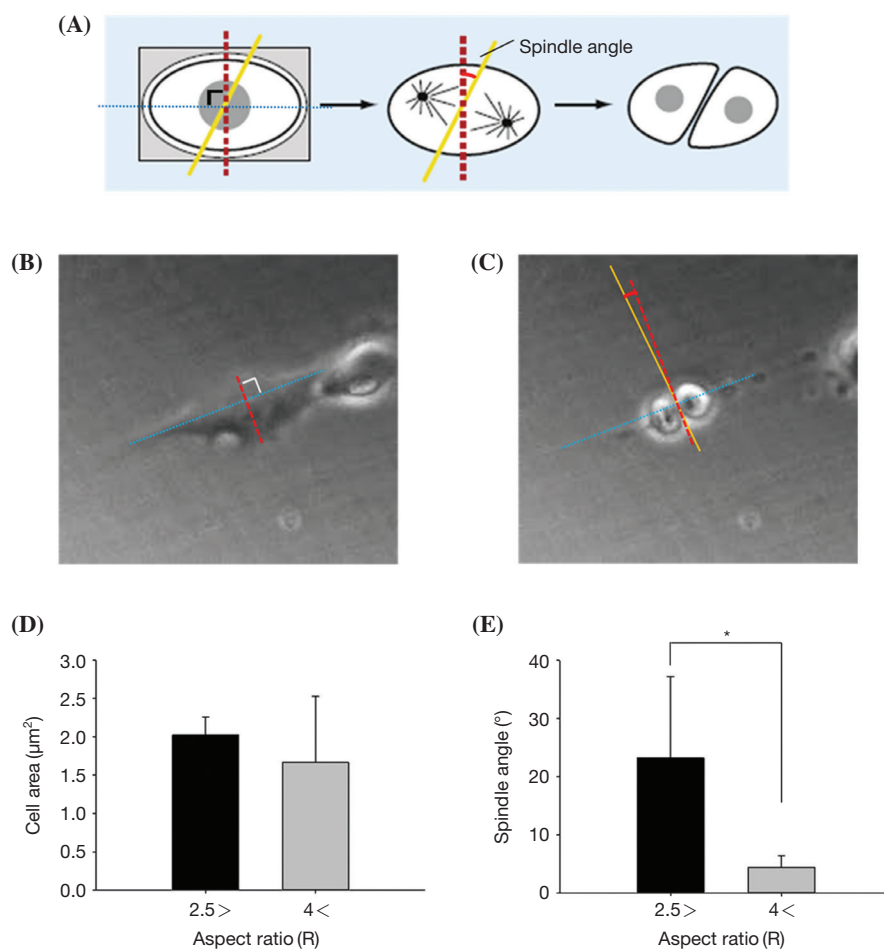 (A)
Spindle angle
(B)
(C)
(D)
3.0
2.5
2.0
1.5
1.0
0.5
0.0
Cell area (μm²)
2.5＞
4＜
Aspect ratio (R)
(E)
40
30
20
10
0
Spindle angle (°)
*
2.5＞
4＜
Aspect ratio (R)